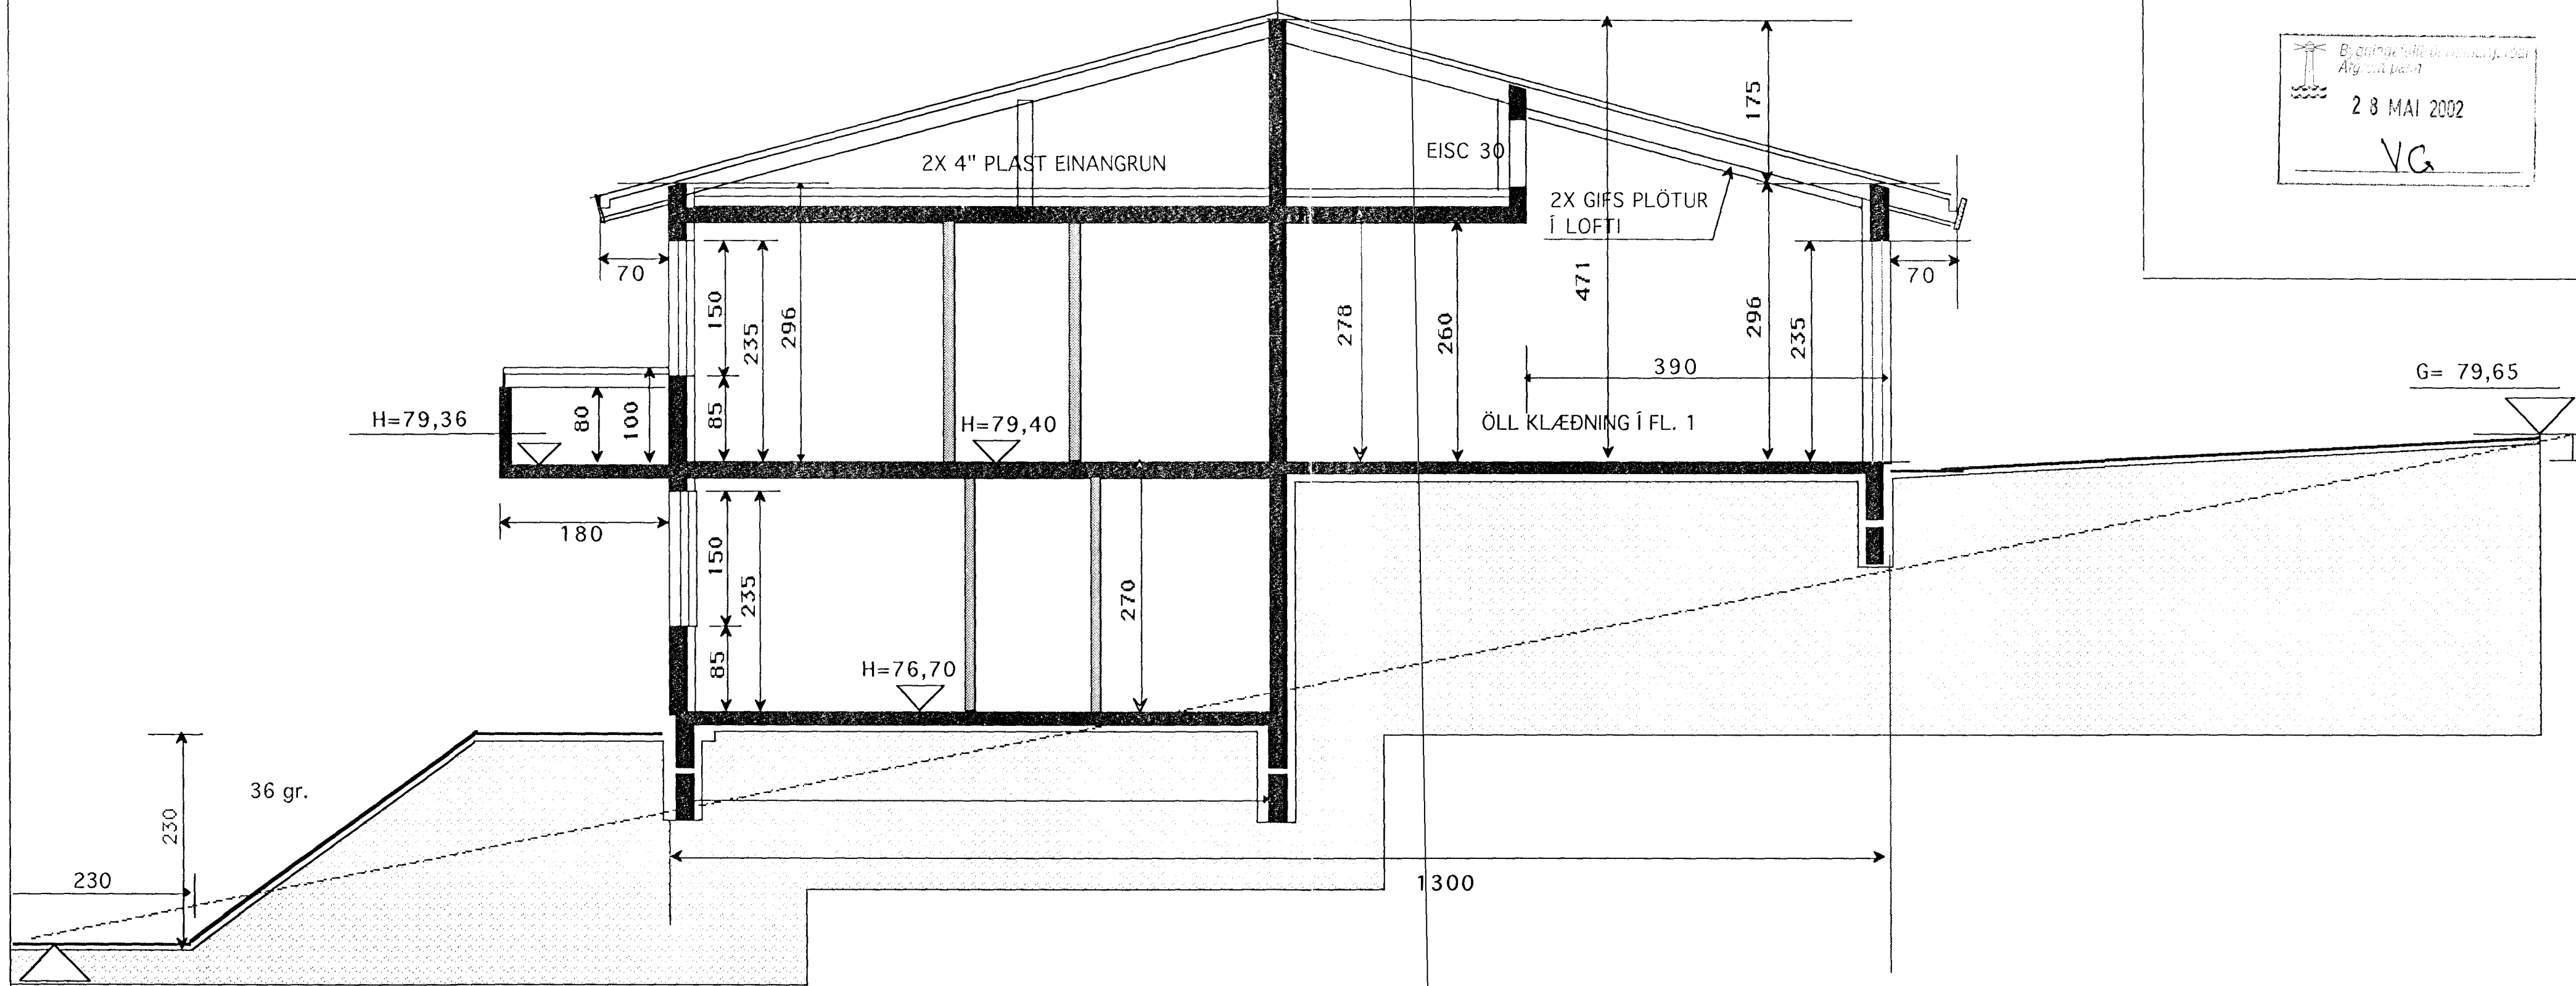 28 MAI 2002
VG
175
2X 4" PLAST EINANGRUN
EISC 30
2X GIFS PLÖTUR
Í LOFTI
70
150
235
296
278
260
471
296
235
70
390
G= 79,65
H=79,36
80
100
85
H=79,40
ÖLL KLÆÐNING Í FL. 1
180
150
235
270
85
H=76,70
36 gr.
230
230
1300